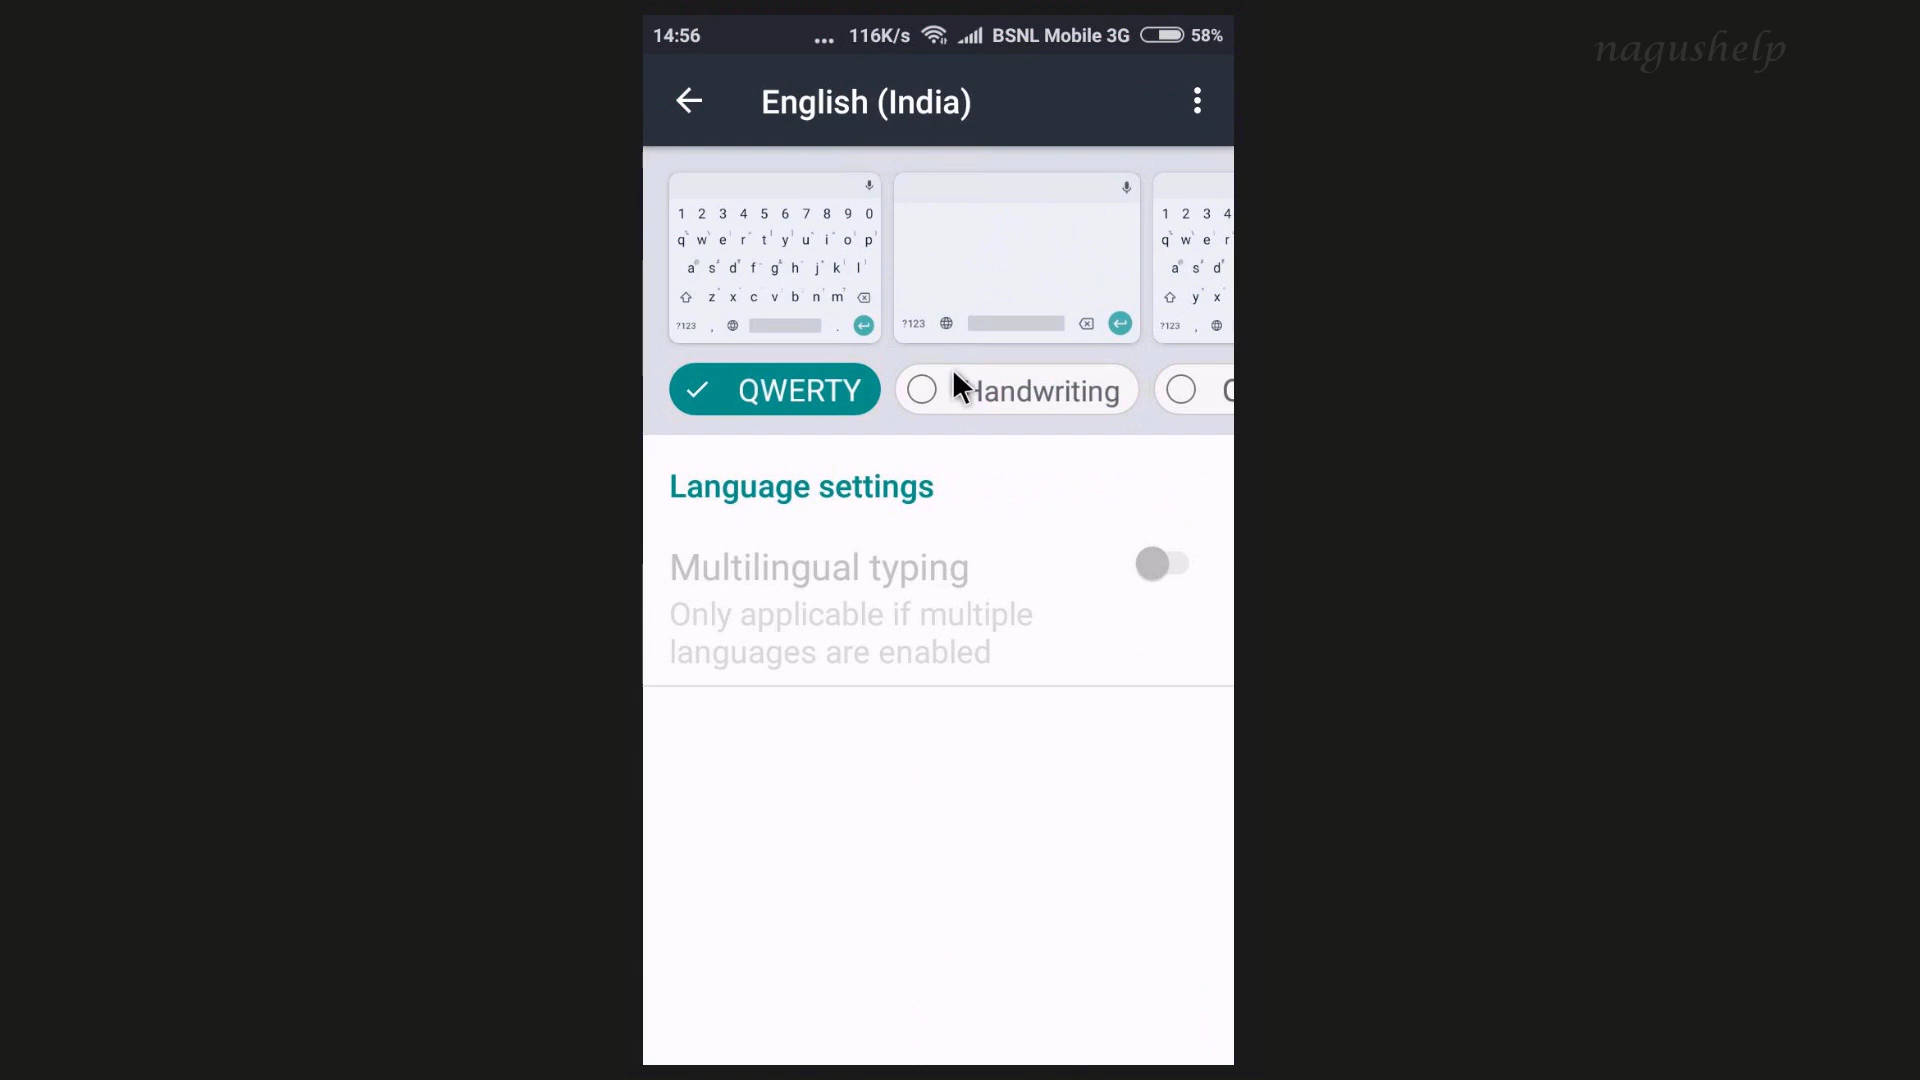 nagushelp
14:56 ... 116K/s BSNL Mobile 3G 58%
English (India)
1 2 3 4 5 6 7 8 9 0
q w e r t y u i o p
a s d f g h j k l
z x c v b n m
?123 , .
?123
1 2 3 4
q w e r
a s d
y x
?123 ,
QWERTY
Handwriting
Language settings
Multilingual typing
Only applicable if multiple
languages are enabled